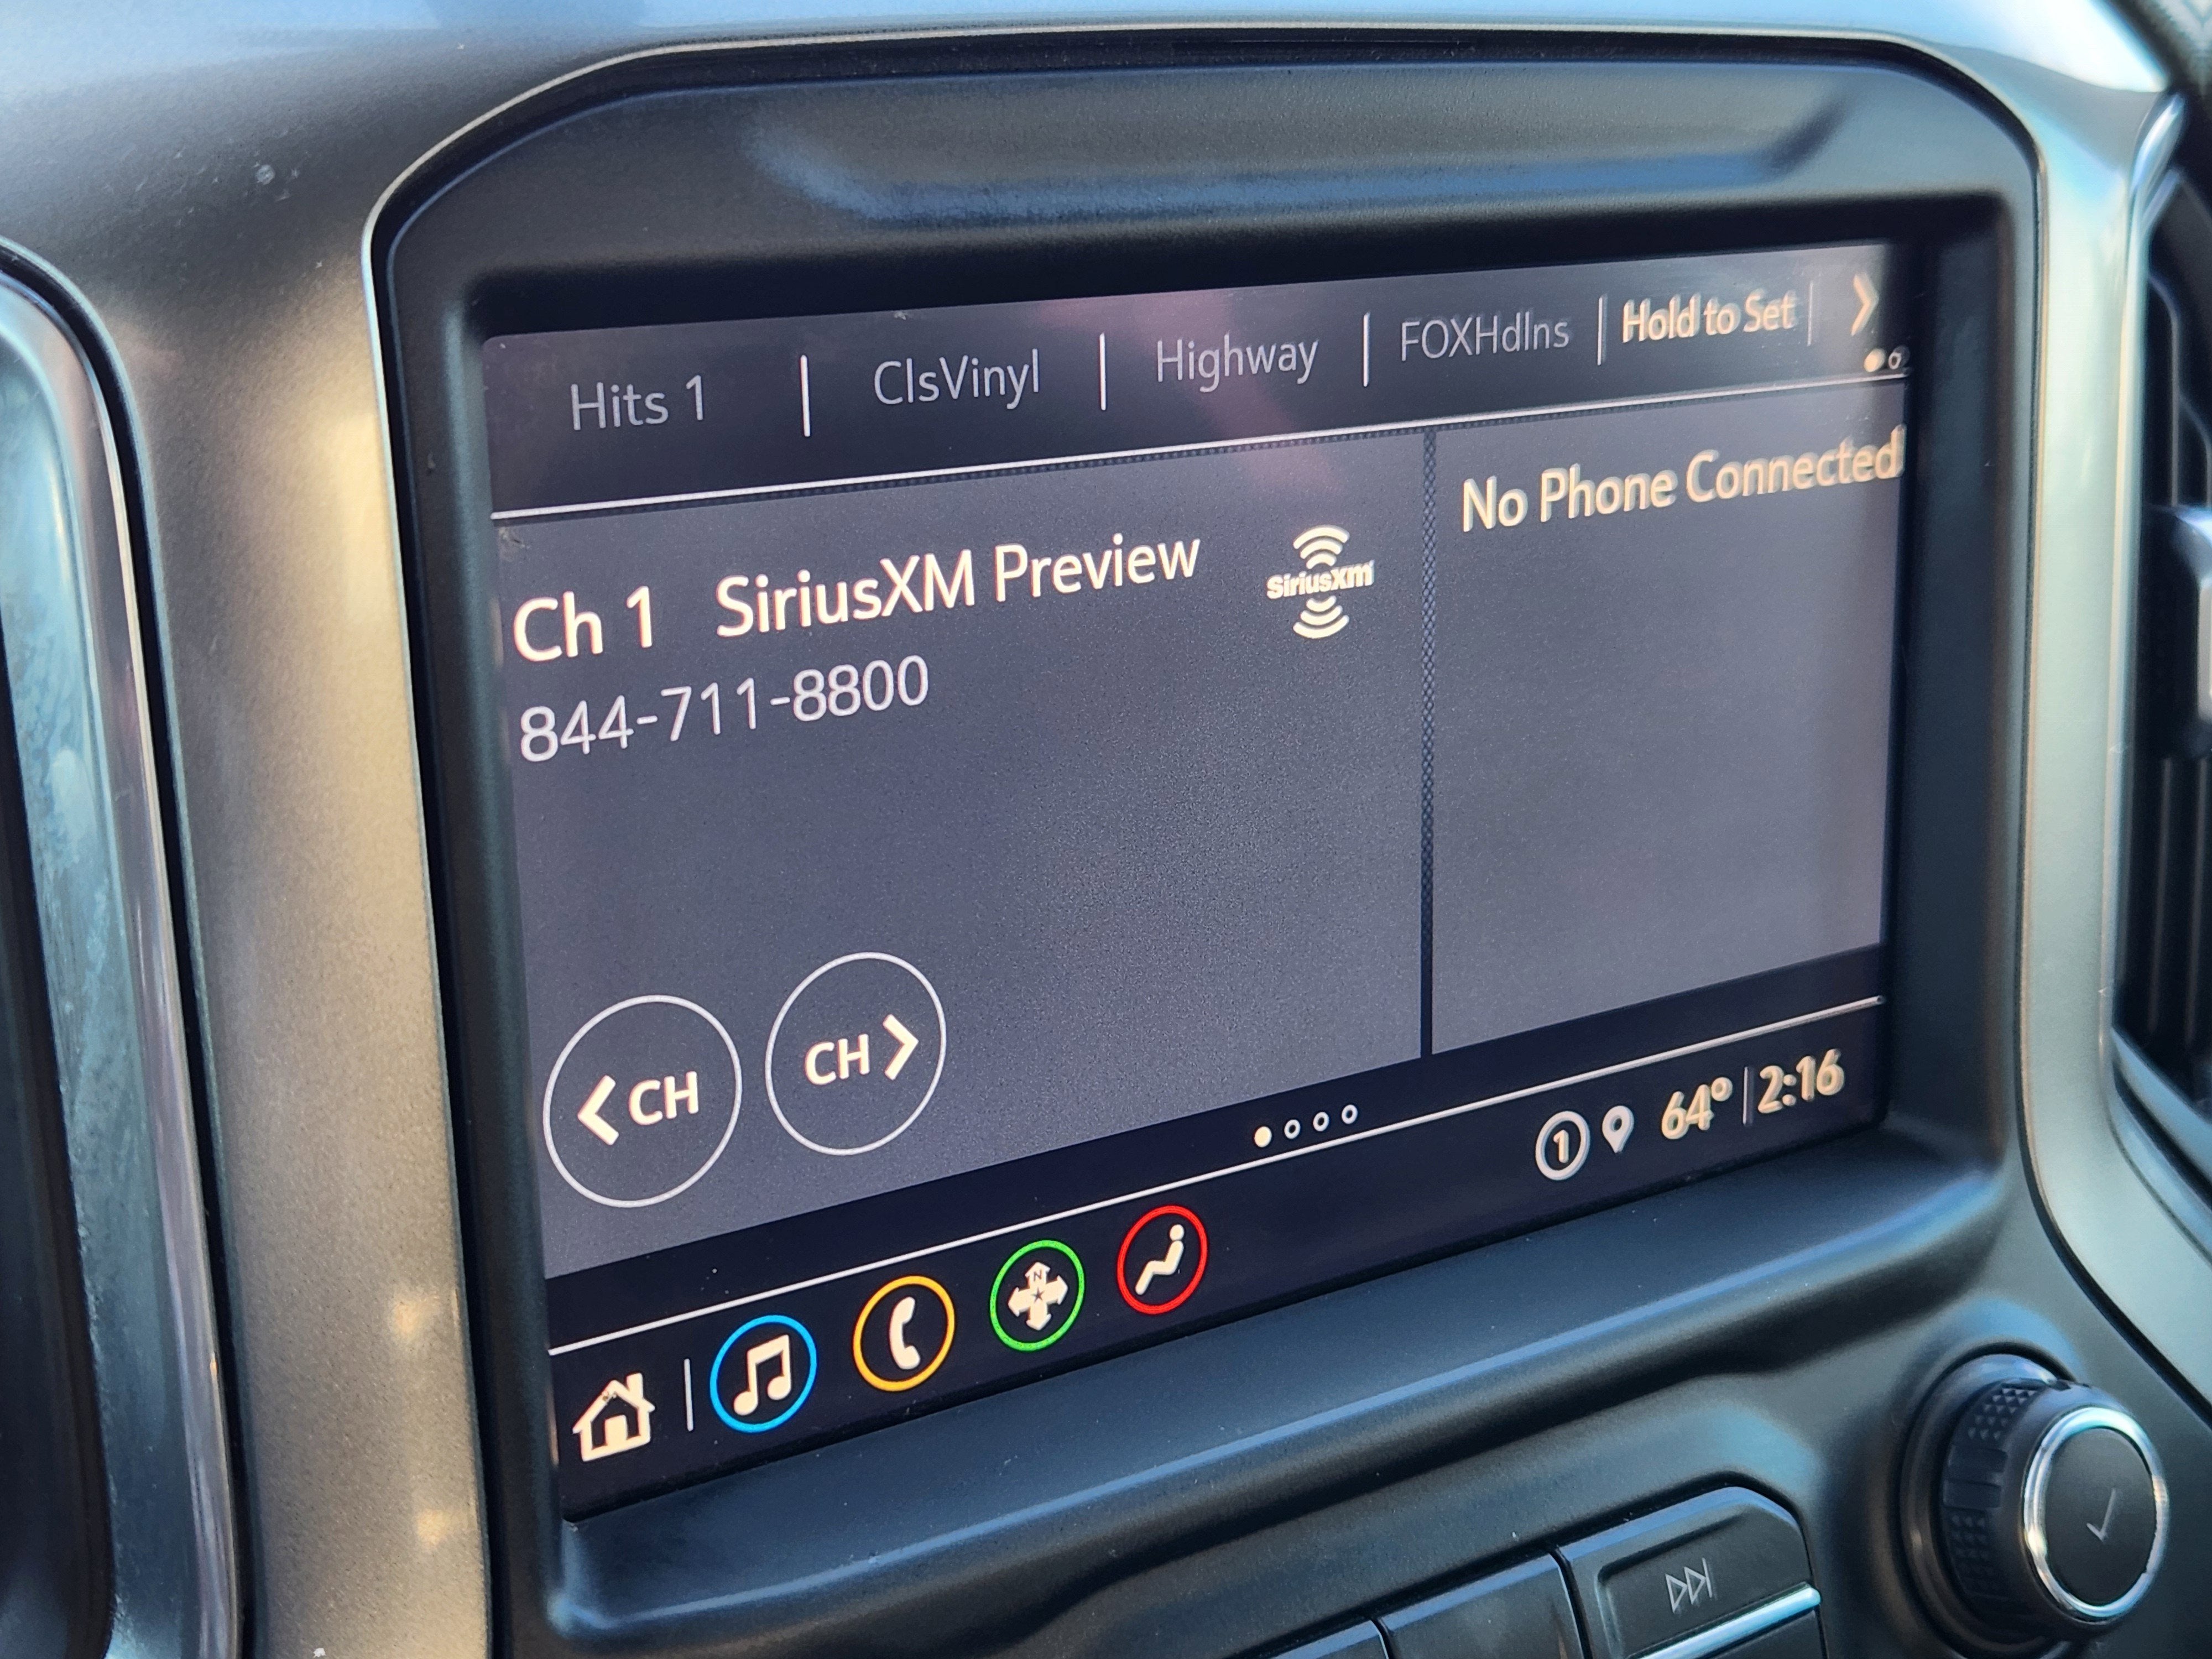 Hits 1 | ClsVinyl | Highway | FOXHdlns | Hold to Set |
Ch 1 SiriusXM Preview
SiriusXm
844-711-8800
No Phone Connected
CH
CH
1 64° | 2:16
N